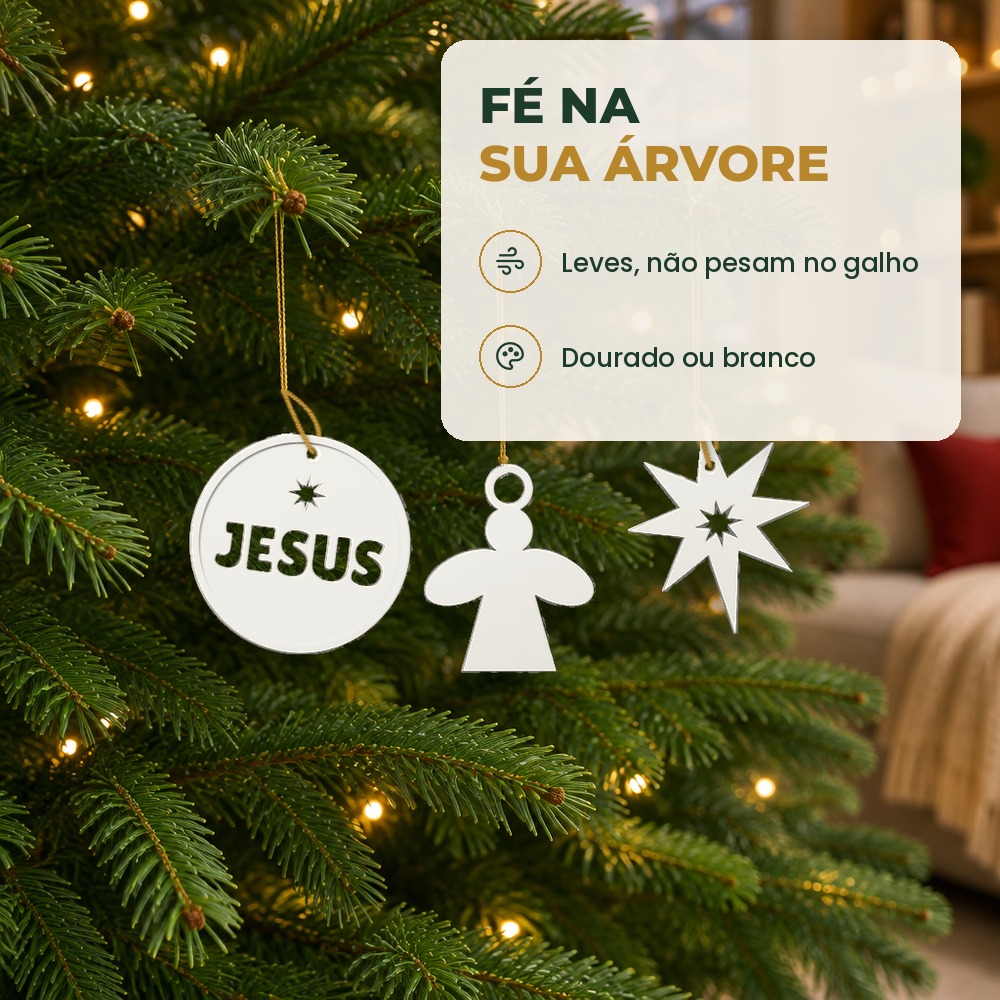 FÉ NA
SUA ÁRVORE
Leves, não pesam no galho
Dourado ou branco
JESUS